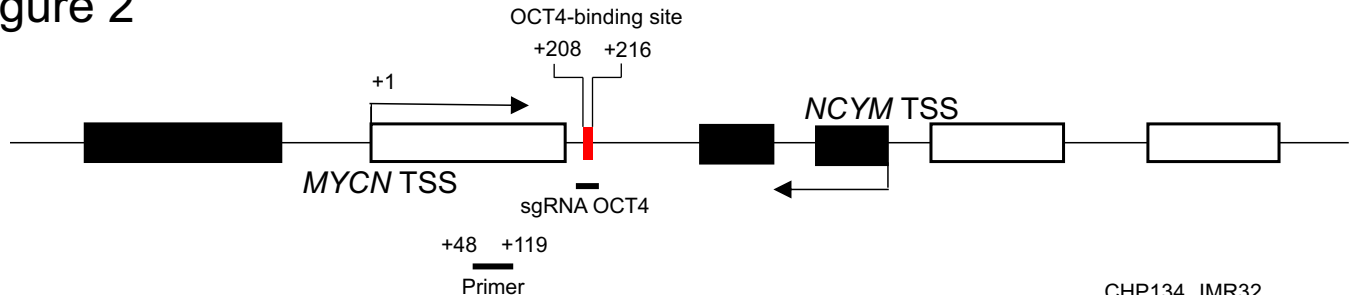 gure 2
OCT4-binding site
+208 +216
+1
NCYM TSS
MYCN TSS
sgRNA OCT4
+48 +119
Primer
CHP134 IMR32